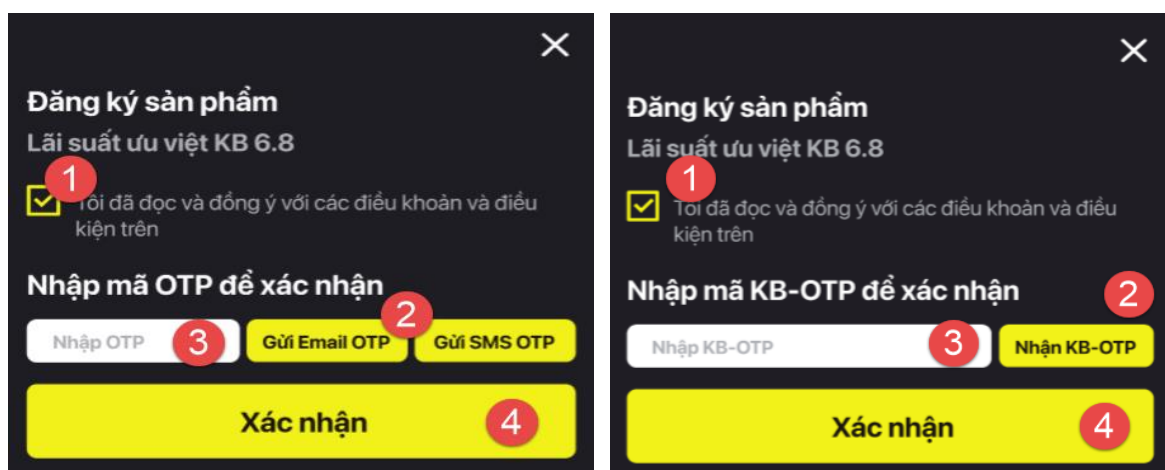 Đăng ký sản phẩm
Lãi suất ưu việt KB 6.8
1
Tôi đã đọc và đồng ý với các điều khoản và điều
kiện trên
Nhập mã OTP để xác nhận
2
Nhập OTP 3 Gửi Email OTP Gửi SMS OTP
Xác nhận 4
Đăng ký sản phẩm
Lãi suất ưu việt KB 6.8
1
Tôi đã đọc và đồng ý với các điều khoản và điều
kiện trên
Nhập mã KB-OTP để xác nhận 2
Nhập KB-OTP 3 Nhận KB-OTP
Xác nhận 4